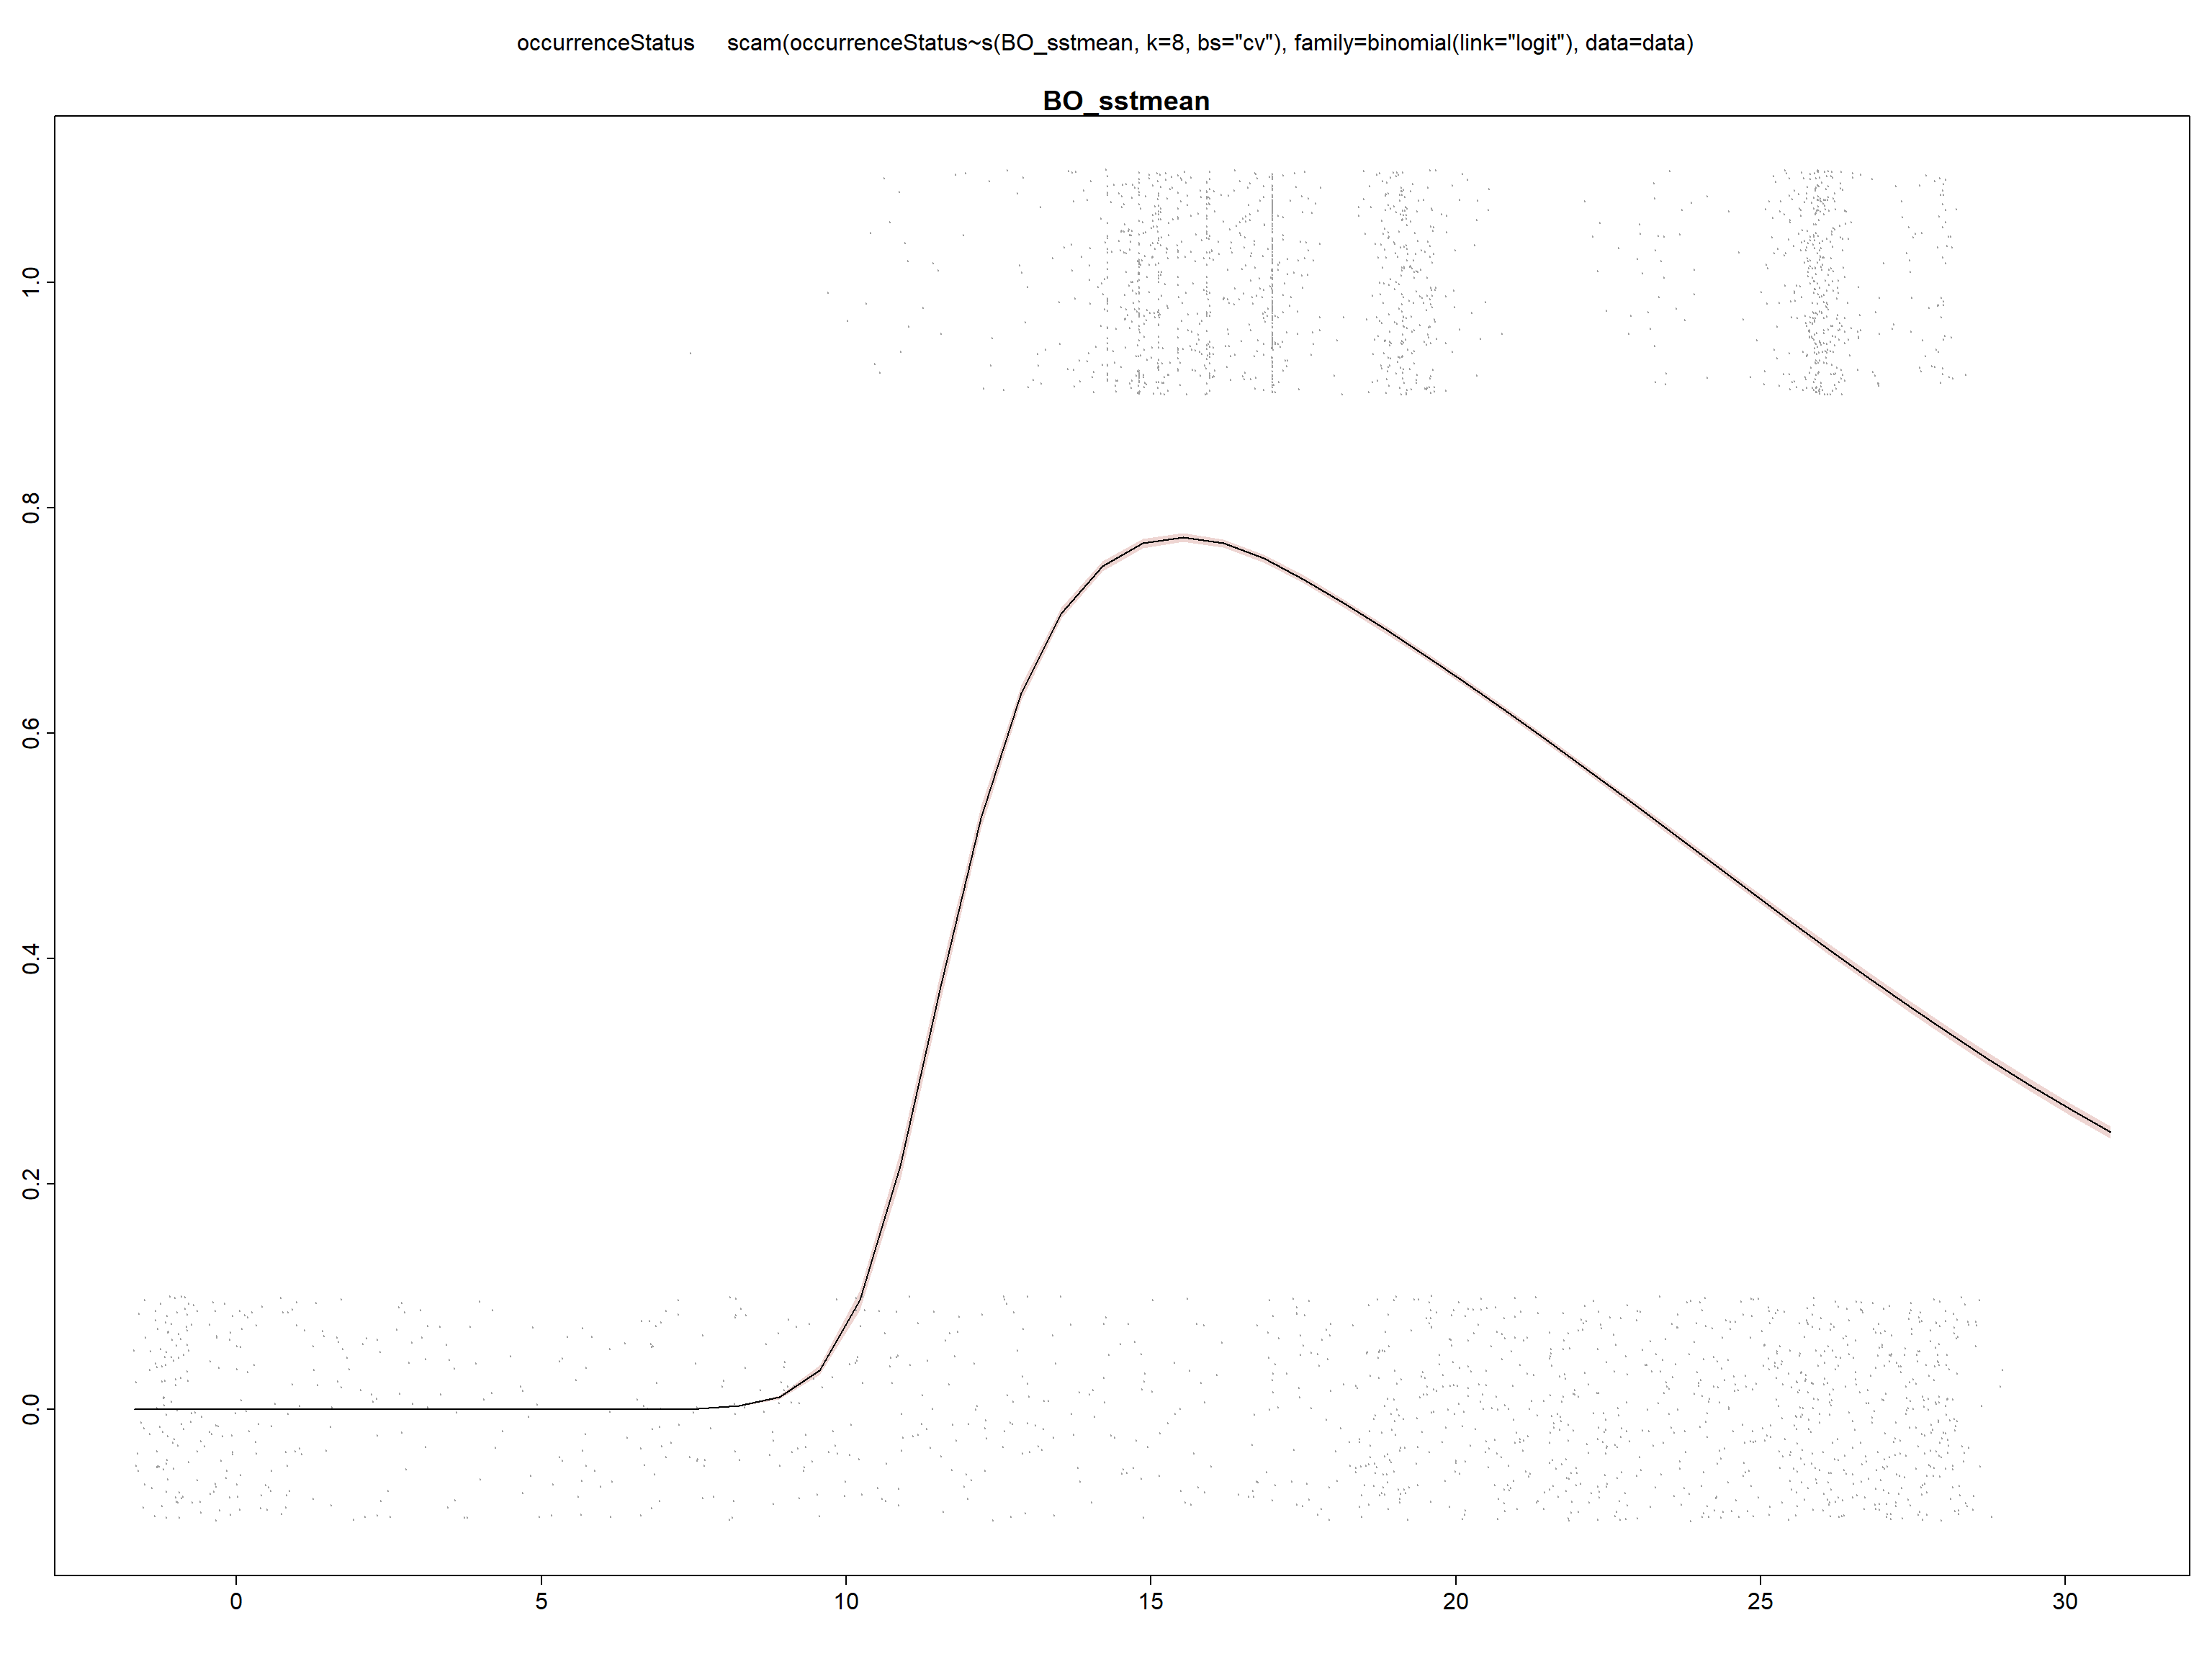 occurrenceStatus scam(occurrenceStatus~s(BO_sstmean, k=8, bs="cv"), family=binomial(link="logit"), data=data)
BO_sstmean
1.0
0.8
0.6
0.4
0.2
0.0
0 5 10 15 20 25 30